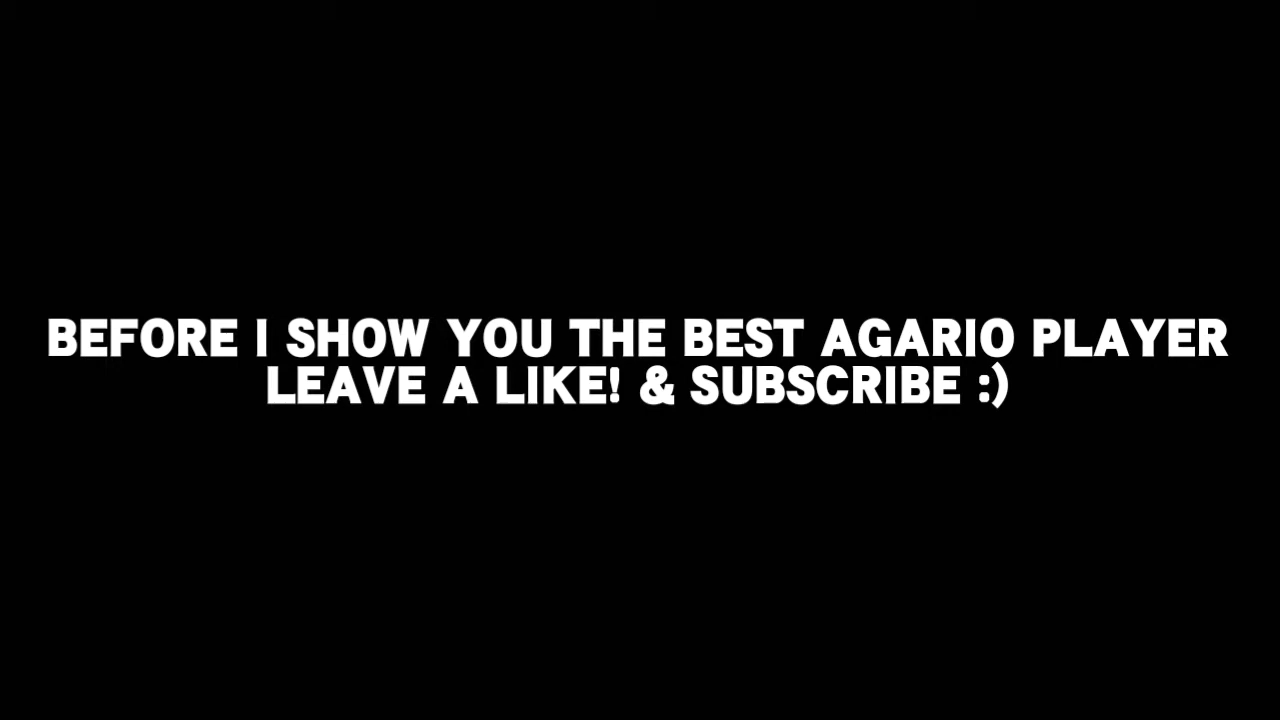 BEFORE I SHOW YOU THE BEST AGARIO PLAYER
LEAVE A LIKE! & SUBSCRIBE :)